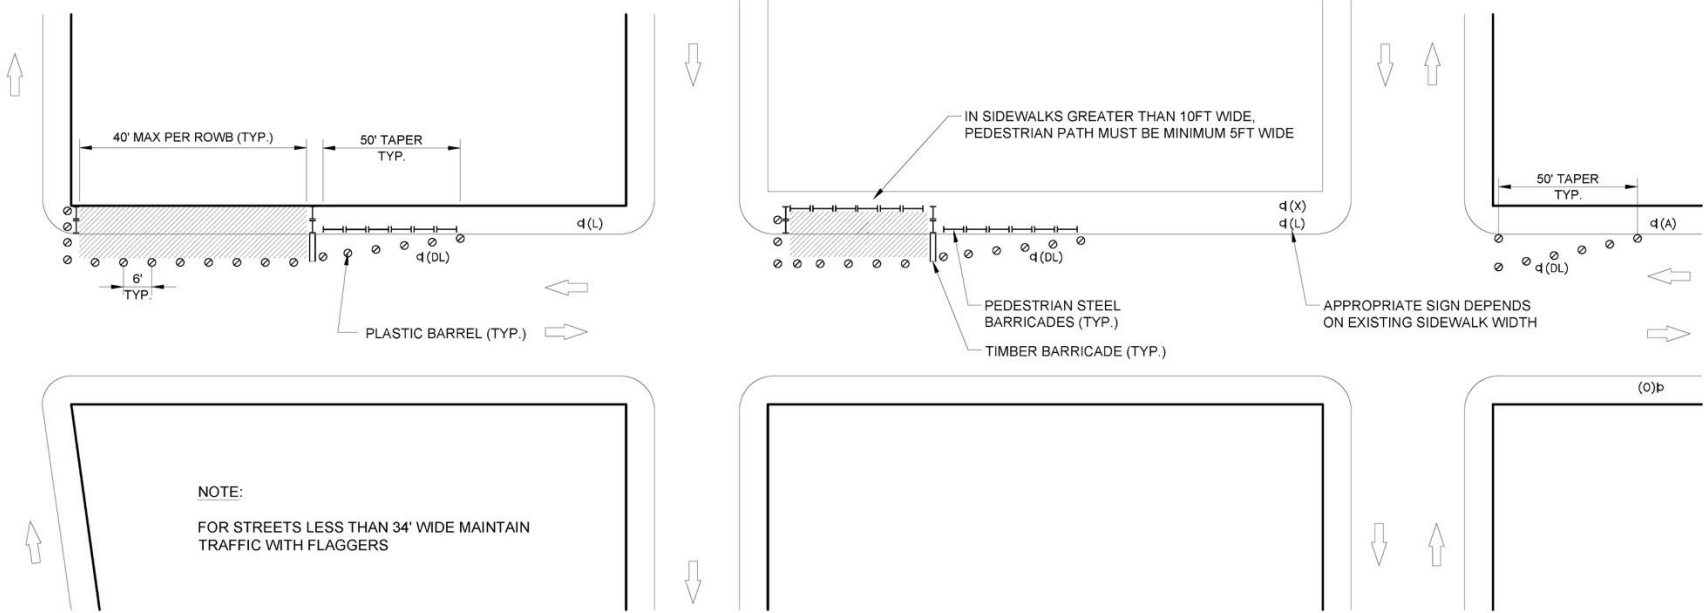 IN SIDEWALKS GREATER THAN 10FT WIDE,
PEDESTRIAN PATH MUST BE MINIMUM 5FT WIDE
40' MAX PER ROWB (TYP.)
50' TAPER
TYP.
50' TAPER
TYP.
(L)
(X)
(L)
(A)
(DL)
(DL)
(DL)
6'
TYP.
PLASTIC BARREL (TYP.)
PEDESTRIAN STEEL
BARRICADES (TYP.)
TIMBER BARRICADE (TYP.)
APPROPRIATE SIGN DEPENDS
ON EXISTING SIDEWALK WIDTH
(O)
NOTE:
FOR STREETS LESS THAN 34' WIDE MAINTAIN
TRAFFIC WITH FLAGGERS